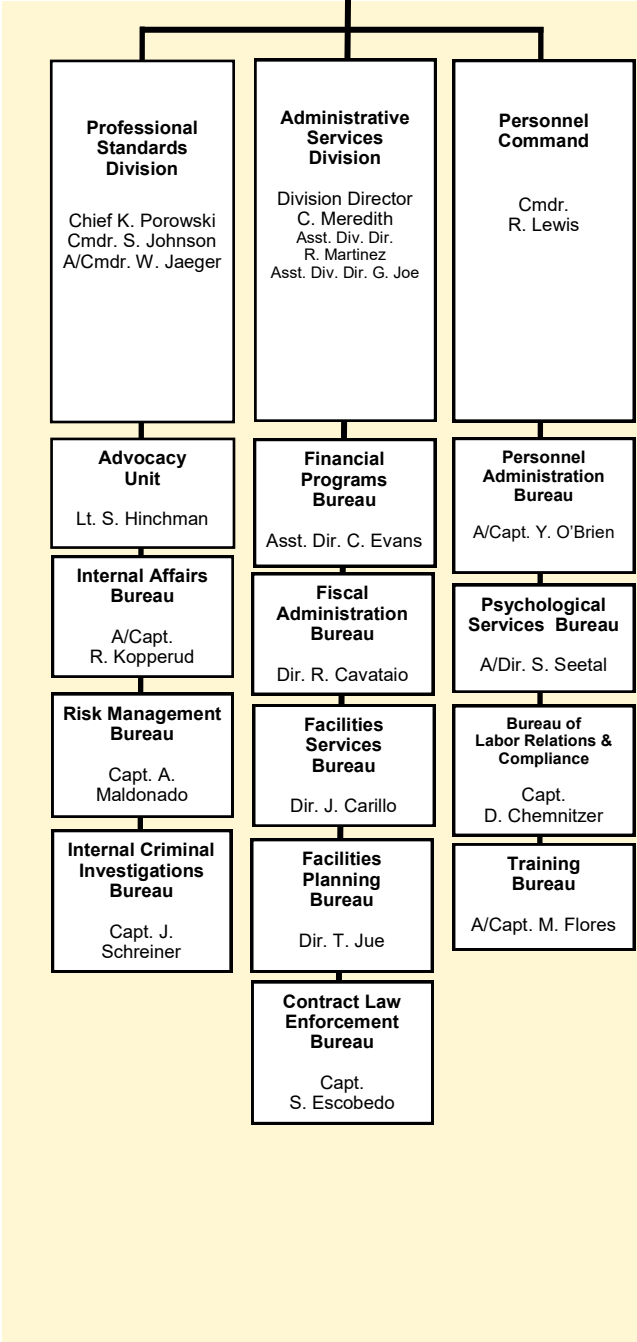 Professional
Standards
Division
Chief K. Porowski
Cmdr. S. Johnson
A/Cmdr. W. Jaeger
Advocacy
Unit
Lt. S. Hinchman
Internal Affairs
Bureau
A/Capt.
R. Kopperud
Risk Management
Bureau
Capt. A.
Maldonado
Internal Criminal
Investigations
Bureau
Capt. J.
Schreiner
Administrative
Services
Division
Division Director
C. Meredith
Asst. Div. Dir.
R. Martinez
Asst. Div. Dir. G. Joe
Financial
Programs
Bureau
Asst. Dir. C. Evans
Fiscal
Administration
Bureau
Dir. R. Cavataio
Facilities
Services
Bureau
Dir. J. Carillo
Facilities
Planning
Bureau
Dir. T. Jue
Contract Law
Enforcement
Bureau
Capt.
S. Escobedo
Personnel
Command
Cmdr.
R. Lewis
Personnel
Administration
Bureau
A/Capt. Y. O’Brien
Psychological
Services Bureau
A/Dir. S. Seetal
Bureau of
Labor Relations &
Compliance
Capt.
D. Chemnitzer
Training
Bureau
A/Capt. M. Flores